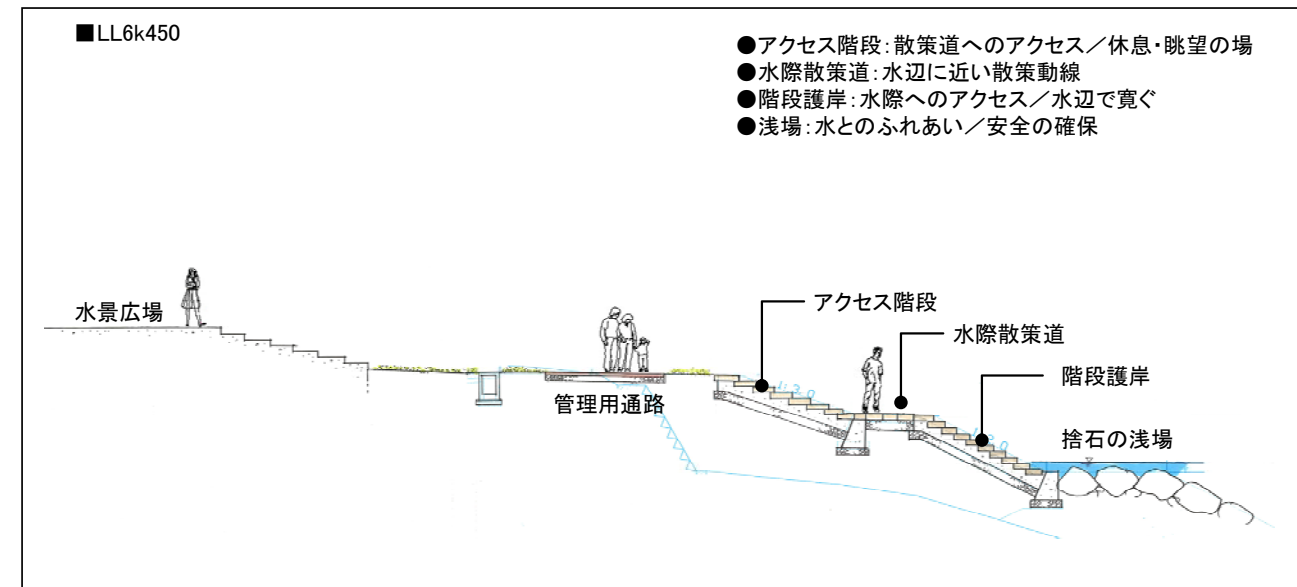 ■LL6k450
●アクセス階段：散策道へのアクセス／休息・眺望の場
●水際散策道：水辺に近い散策動線
●階段護岸：水際へのアクセス／水辺で寛ぐ
●浅場：水とのふれあい／安全の確保
水景広場
アクセス階段
水際散策道
階段護岸
管理用通路
捨石の浅場
1:3.0